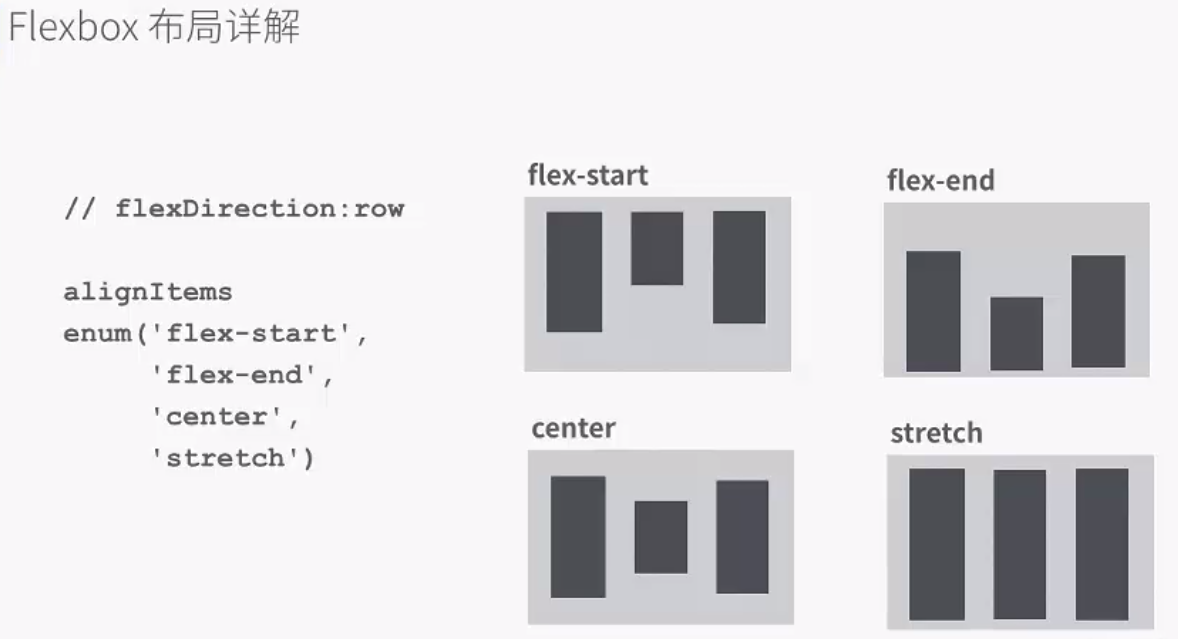 Flexbox 布局详解
// flexDirection:row
alignItems
enum('flex-start',
'flex-end',
'center',
'stretch')
flex-start
flex-end
center
stretch